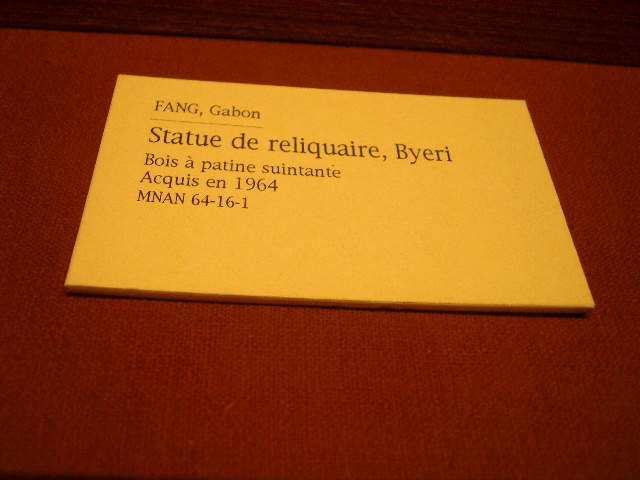 FANG, Gabon
Statue de reliquaire, Byeri
Bois à patine suintante
Acquis en 1964
MNAN 64-16-1